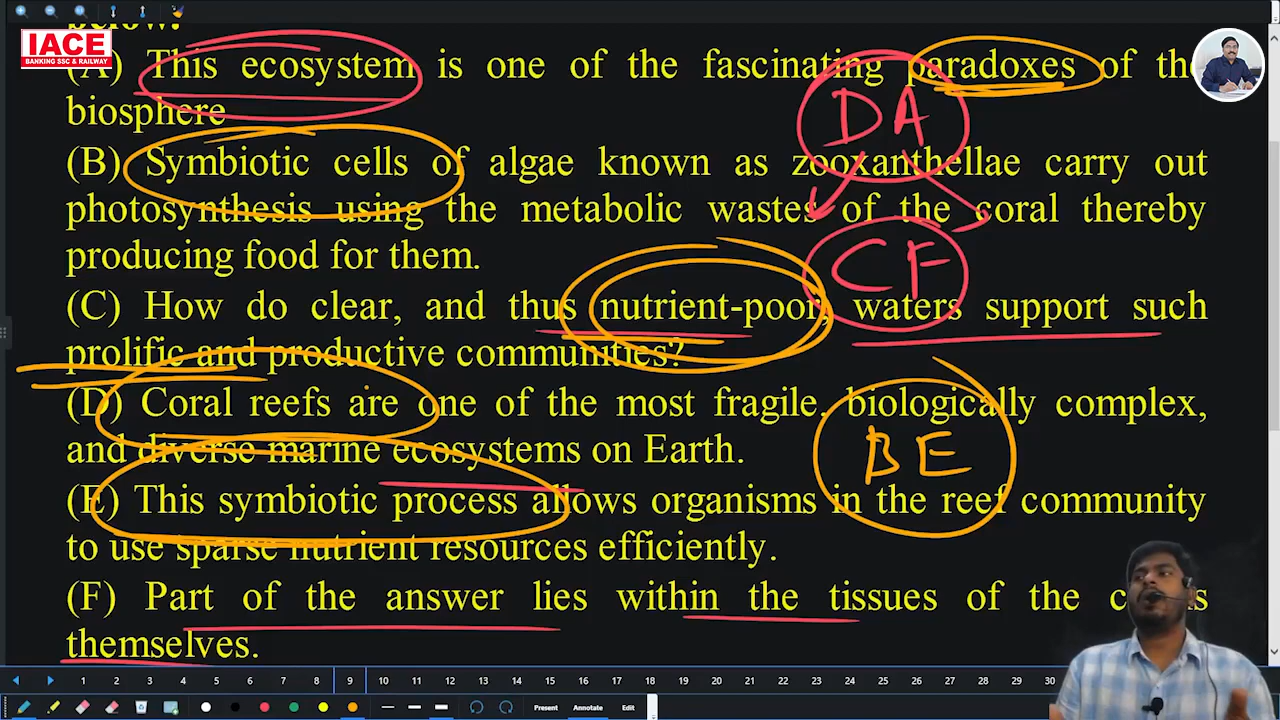 below:
IACE
BANKING SSC & RAILWAY
(A) This ecosystem is one of the fascinating paradoxes of the
biosphere
DA
(B) Symbiotic cells of algae known as zooxanthellae carry out
photosynthesis using the metabolic wastes of the coral thereby
producing food for them.
CF
(C) How do clear, and thus nutrient-poor, waters support such
prolific and productive communities?
(D) Coral reefs are one of the most fragile, biologically complex,
and diverse marine ecosystems on Earth.
BE
(E) This symbiotic process allows organisms in the reef community
to use sparse nutrient resources efficiently.
(F) Part of the answer lies within the tissues of the
themselves.
1 2 3 4 5 6 7 8 9 10 11 12 13 14 15 16 17 18 19 20 21 22 23 24 25 26 27 28 29 30
Present Annotate Edit